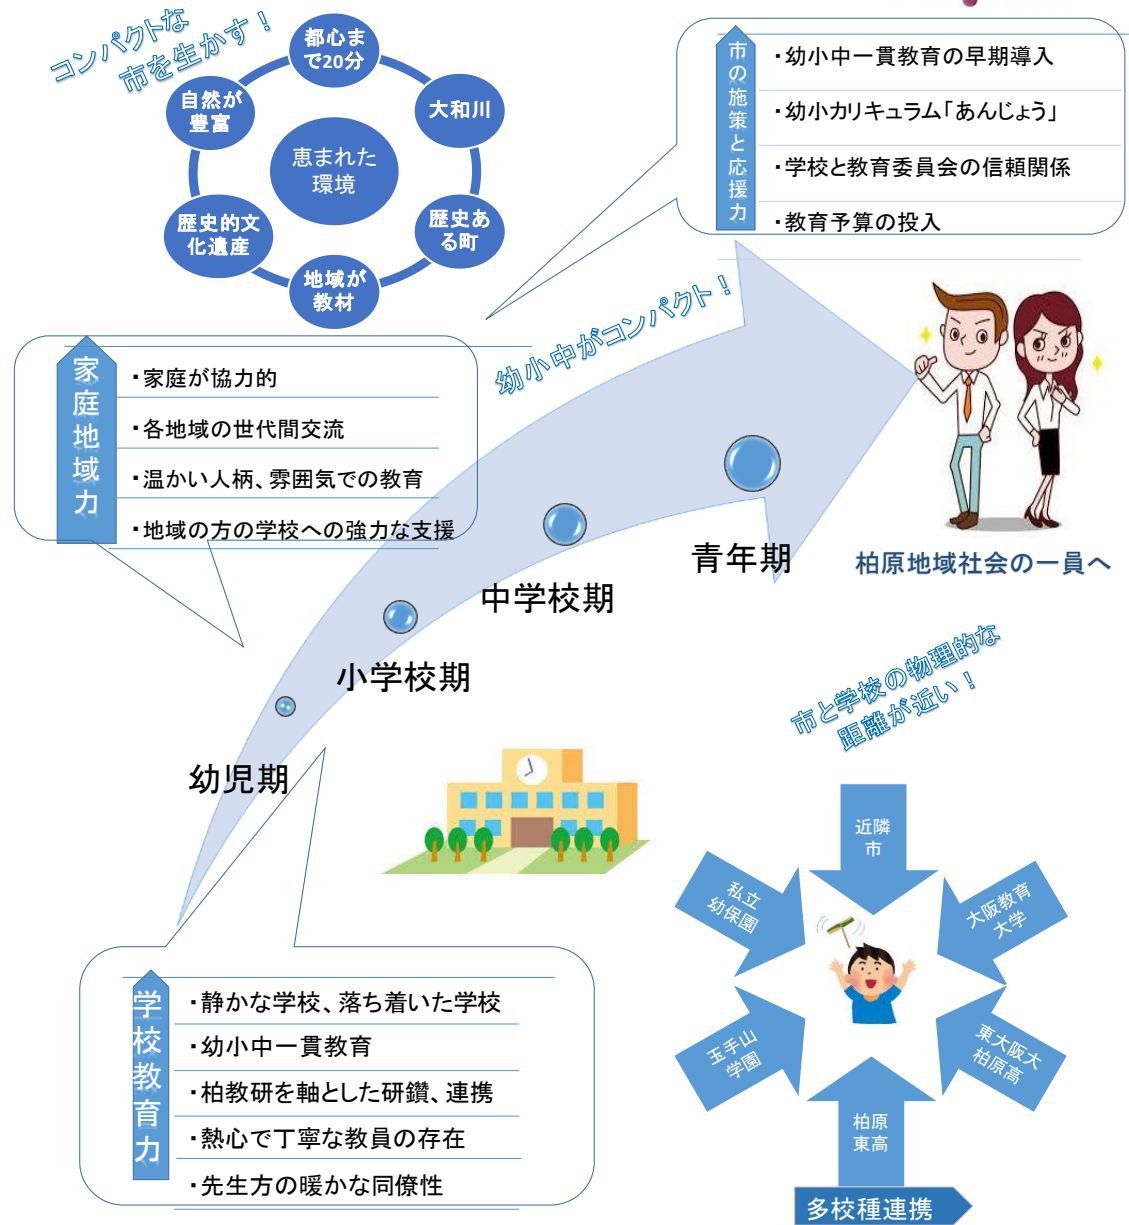 コンパクトな
市を生かす！
都心ま
で20分
自然が
豊富
大和川
恵まれた
環境
歴史的文
化遺産
歴史あ
る町
地域が
教材
市の施策と応援力
・幼小中一貫教育の早期導入
・幼小カリキュラム「あんじょう」
・学校と教育委員会の信頼関係
・教育予算の投入
幼小中がコンパクト！
家庭地域力
・家庭が協力的
・各地域の世代間交流
・温かい人柄、雰囲気での教育
・地域の方の学校への強力な支援
青年期
中学校期
小学校期
幼児期
柏原地域社会の一員へ
市と学校の物理的な
距離が近い！
学校教育力
・静かな学校、落ち着いた学校
・幼小中一貫教育
・柏教研を軸とした研鑽、連携
・熱心で丁寧な教員の存在
・先生方の暖かな同僚性
近隣
市
私立
幼保園
大阪教育
大学
玉手山
学園
東大阪大
柏原高
柏原
東高
多校種連携